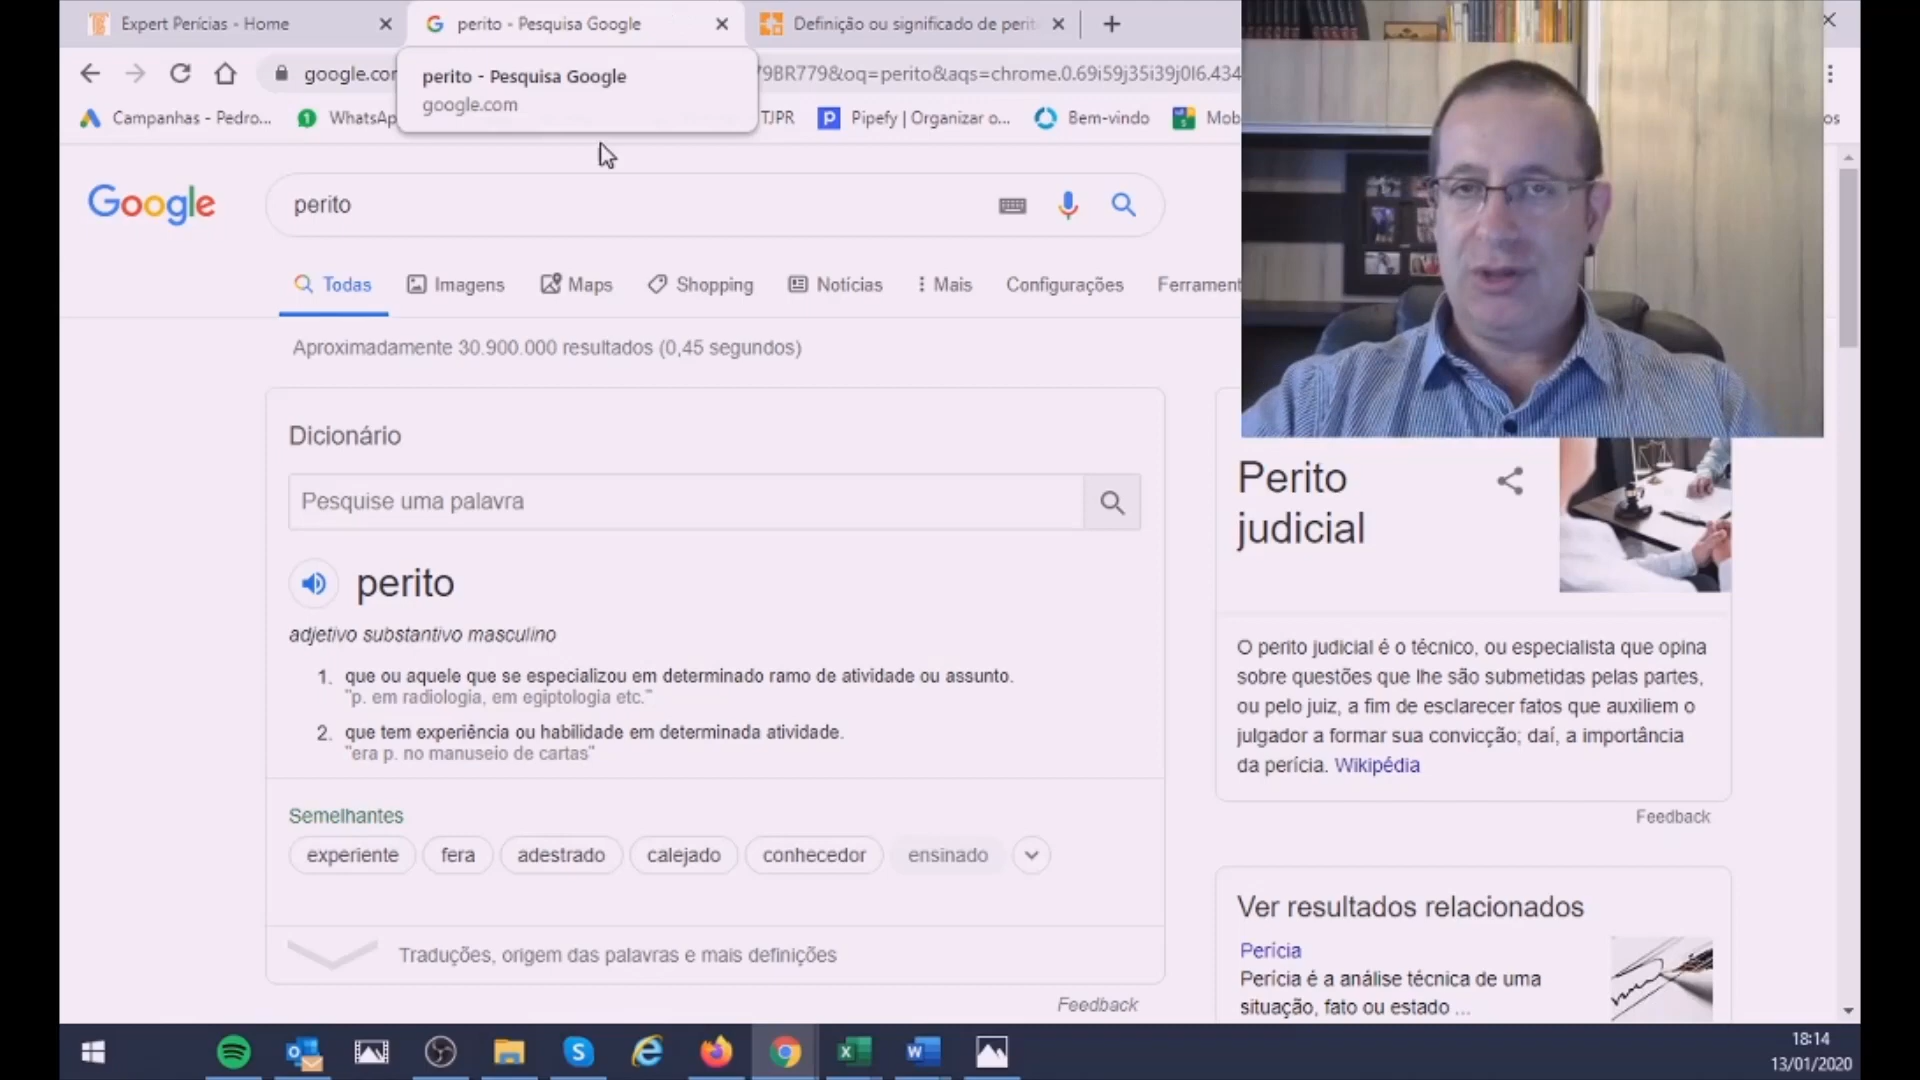 Expert Perícias - Home
perito - Pesquisa Google
Definição ou significado de perit
google.co
79BR779&oq=perito&aqs=chrome.0.69i59j35i39j0l6.434
perito - Pesquisa Google
google.com
Campanhas - Pedro...
WhatsAp
TJPR
Pipefy | Organizar o...
Bem-vindo
Mob
os
Google
perito
Todas
Imagens
Maps
Shopping
Notícias
Mais
Configurações
Ferrament
Aproximadamente 30.900.000 resultados (0,45 segundos)
Dicionário
Pesquise uma palavra
perito
adjetivo substantivo masculino
1. que ou aquele que se especializou em determinado ramo de atividade ou assunto.
"p. em radiologia, em egiptologia etc."
2. que tem experiência ou habilidade em determinada atividade.
"era p. no manuseio de cartas"
Semelhantes
experiente
fera
adestrado
calejado
conhecedor
ensinado
Traduções, origem das palavras e mais definições
Feedback
Perito
judicial
O perito judicial é o técnico, ou especialista que opina
sobre questões que lhe são submetidas pelas partes,
ou pelo juiz, a fim de esclarecer fatos que auxiliem o
julgador a formar sua convicção; daí, a importância
da perícia. Wikipédia
Feedback
Ver resultados relacionados
Perícia
Perícia é a análise técnica de uma
situação, fato ou estado ...
18:14
13/01/2020